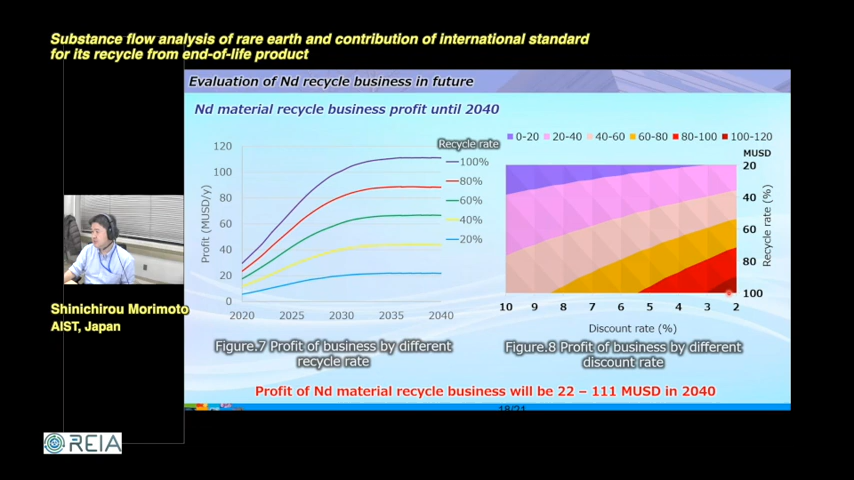 Substance flow analysis of rare earth and contribution of international standard
for its recycle from end-of-life product
Evaluation of Nd recycle business in future
Nd material recycle business profit until 2040
Profit (MUSD/y)
120
100
80
60
40
20
0
2020
2025
2030
2035
2040
Recycle rate
100%
80%
60%
40%
20%
Figure.7 Profit of business by different
recycle rate
0-20
20-40
40-60
60-80
80-100
100-120
MUSD
20
40
60
80
100
Recycle rate (%)
10 9 8 7 6 5 4 3 2
Discount rate (%)
Figure.8 Profit of business by different
discount rate
Profit of Nd material recycle business will be 22 – 111 MUSD in 2040
Shinichirou Morimoto
AIST, Japan
REIA